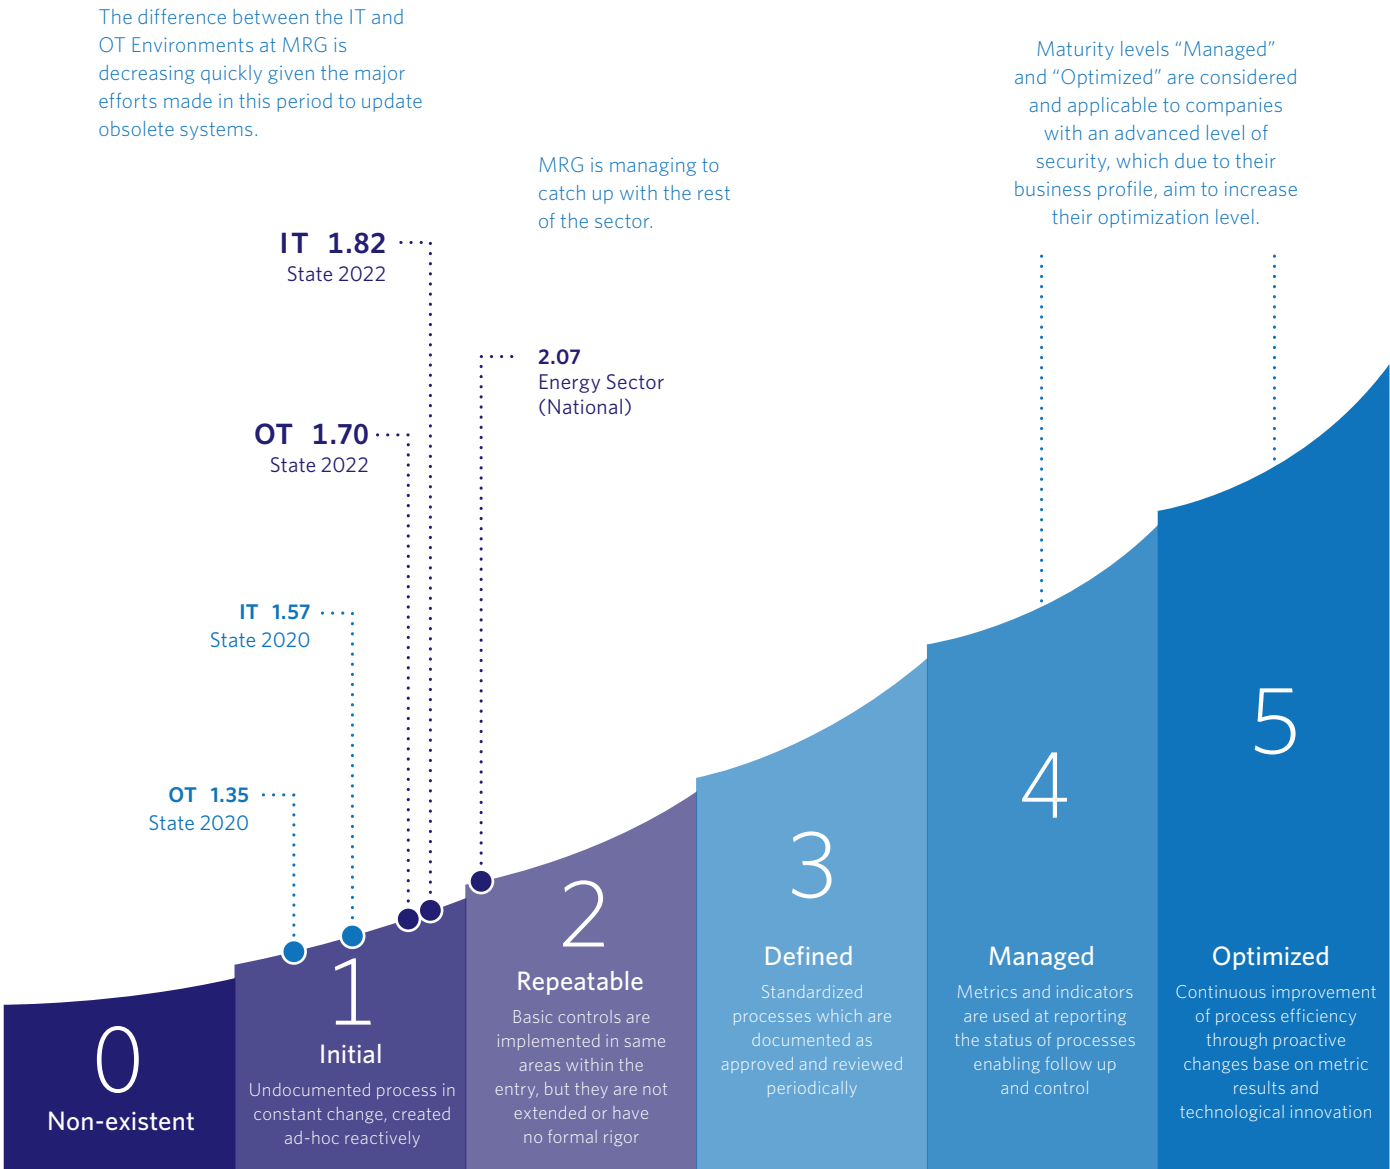 The difference between the IT and
OT Environments at MRG is
decreasing quickly given the major
efforts made in this period to update
obsolete systems.
Maturity levels “Managed”
and “Optimized” are considered
and applicable to companies
with an advanced level of
security, which due to their
business profile, aim to increase
their optimization level.
MRG is managing to
catch up with the rest
of the sector.
IT 1.82
State 2022
2.07
Energy Sector
(National)
OT 1.70
State 2022
IT 1.57
State 2020
OT 1.35
State 2020
0
Non-existent
1
Initial
Undocumented process in
constant change, created
ad-hoc reactively
2
Repeatable
Basic controls are
implemented in same
areas within the
entry, but they are not
extended or have
no formal rigor
3
Defined
Standardized
processes which are
documented as
approved and reviewed
periodically
4
Managed
Metrics and indicators
are used at reporting
the status of processes
enabling follow up
and control
5
Optimized
Continuous improvement
of process efficiency
through proactive
changes base on metric
results and
technological innovation